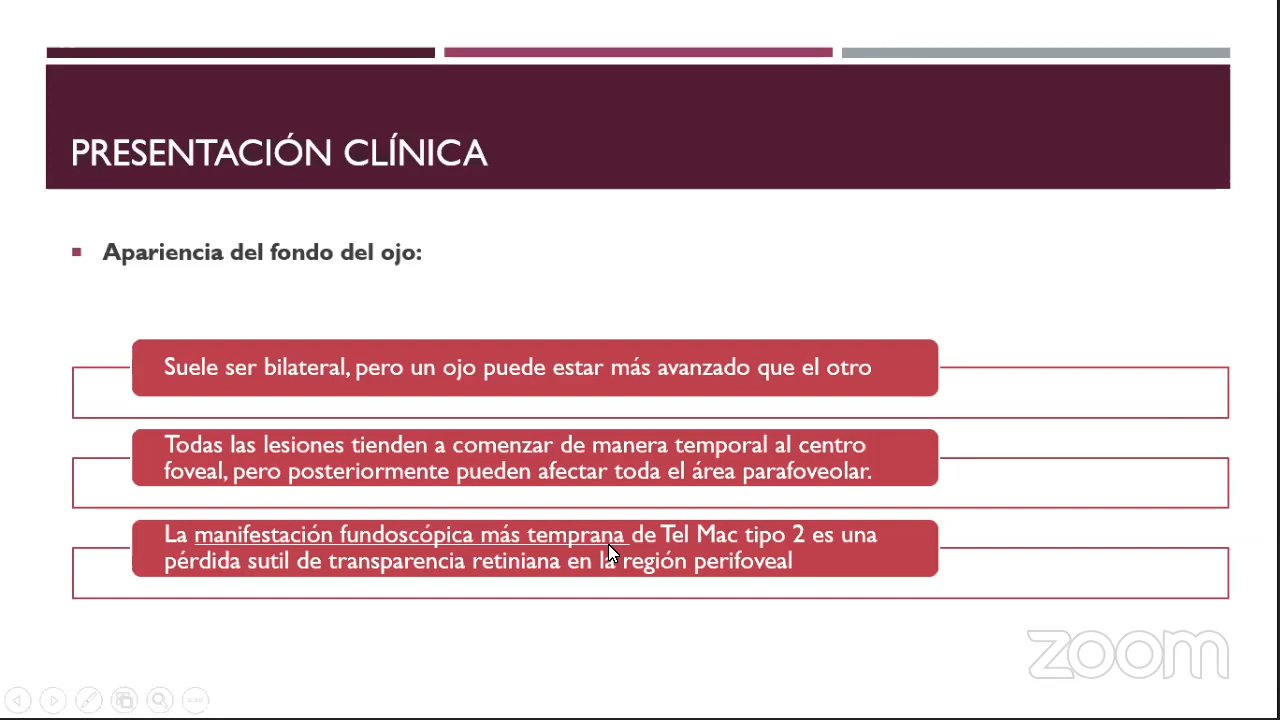 PRESENTACIÓN CLÍNICA
Apariencia del fondo del ojo:
Suele ser bilateral, pero un ojo puede estar más avanzado que el otro
Todas las lesiones tienden a comenzar de manera temporal al centro
foveal, pero posteriormente pueden afectar toda el área parafoveolar.
La manifestación fundoscópica más temprana de Tel Mac tipo 2 es una
pérdida sutil de transparencia retiniana en la región perifoveal
zoom